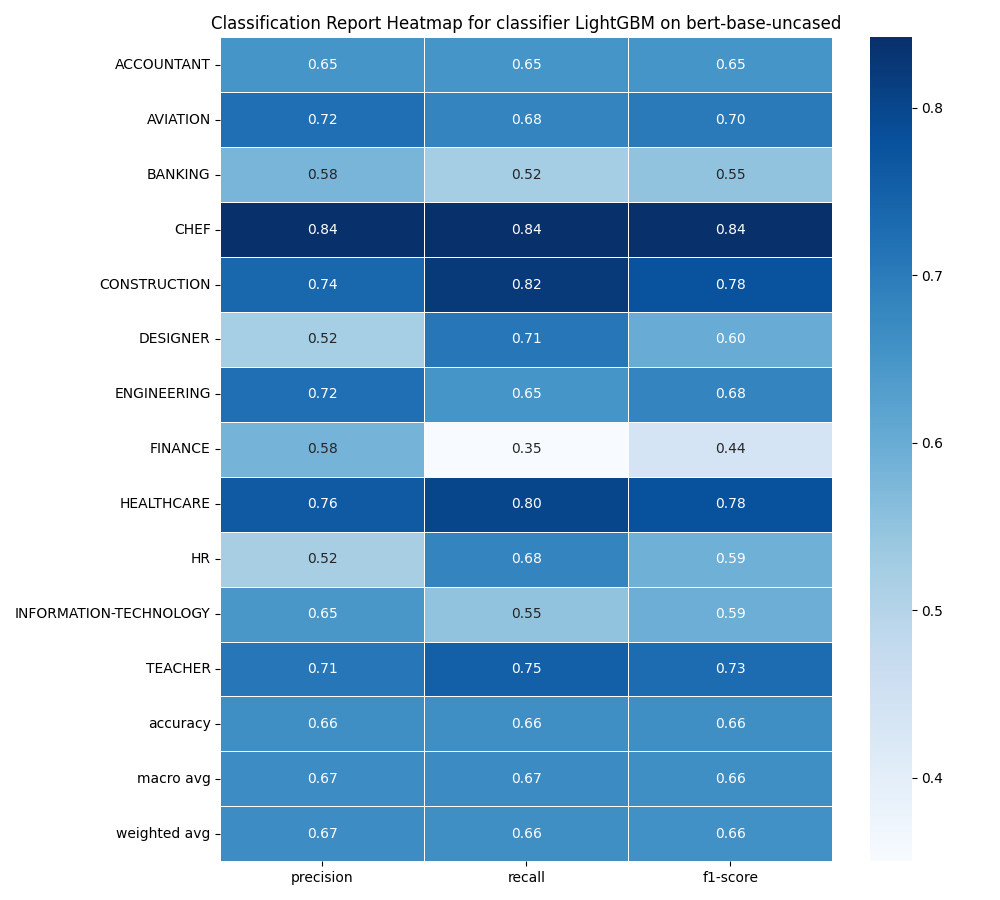 Classification Report Heatmap for classifier LightGBM on bert-base-uncased
ACCOUNTANT 0.65 0.65 0.65
AVIATION 0.72 0.68 0.70
BANKING 0.58 0.52 0.55
CHEF 0.84 0.84 0.84
CONSTRUCTION 0.74 0.82 0.78
DESIGNER 0.52 0.71 0.60
ENGINEERING 0.72 0.65 0.68
FINANCE 0.58 0.35 0.44
HEALTHCARE 0.76 0.80 0.78
HR 0.52 0.68 0.59
INFORMATION-TECHNOLOGY 0.65 0.55 0.59
TEACHER 0.71 0.75 0.73
accuracy 0.66 0.66 0.66
macro avg 0.67 0.67 0.66
weighted avg 0.67 0.66 0.66
precision recall f1-score
0.8
0.7
0.6
0.5
0.4